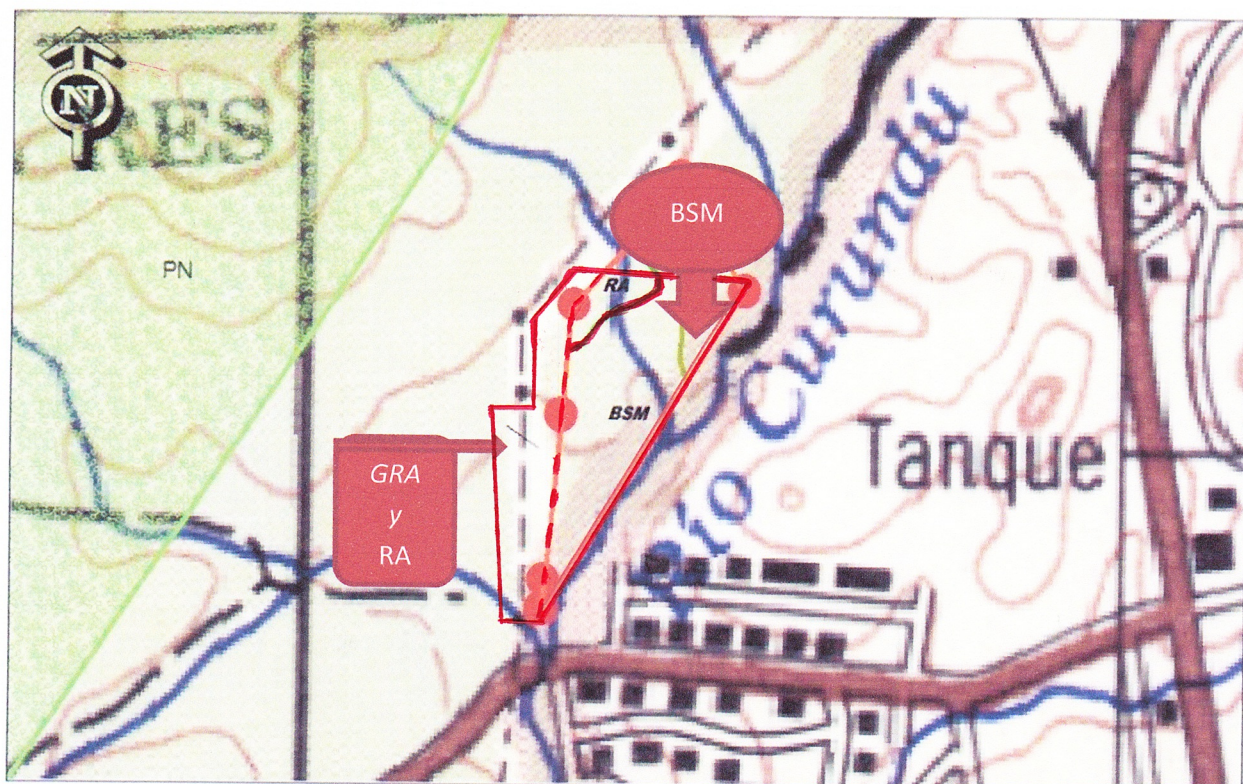 N
RES
PN
BSM
RA
BSM
GRA
y
RA
Río Curundú
Tanque